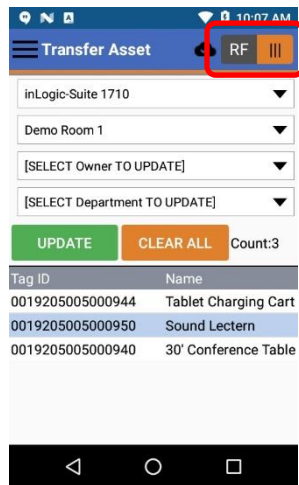 10:07 AM
Transfer Asset RF
inLogic-Suite 1710
Demo Room 1
[SELECT Owner TO UPDATE]
[SELECT Department TO UPDATE]
UPDATE CLEAR ALL Count:3
Tag ID Name
0019205005000944 Tablet Charging Cart
0019205005000950 Sound Lectern
0019205005000940 30' Conference Table